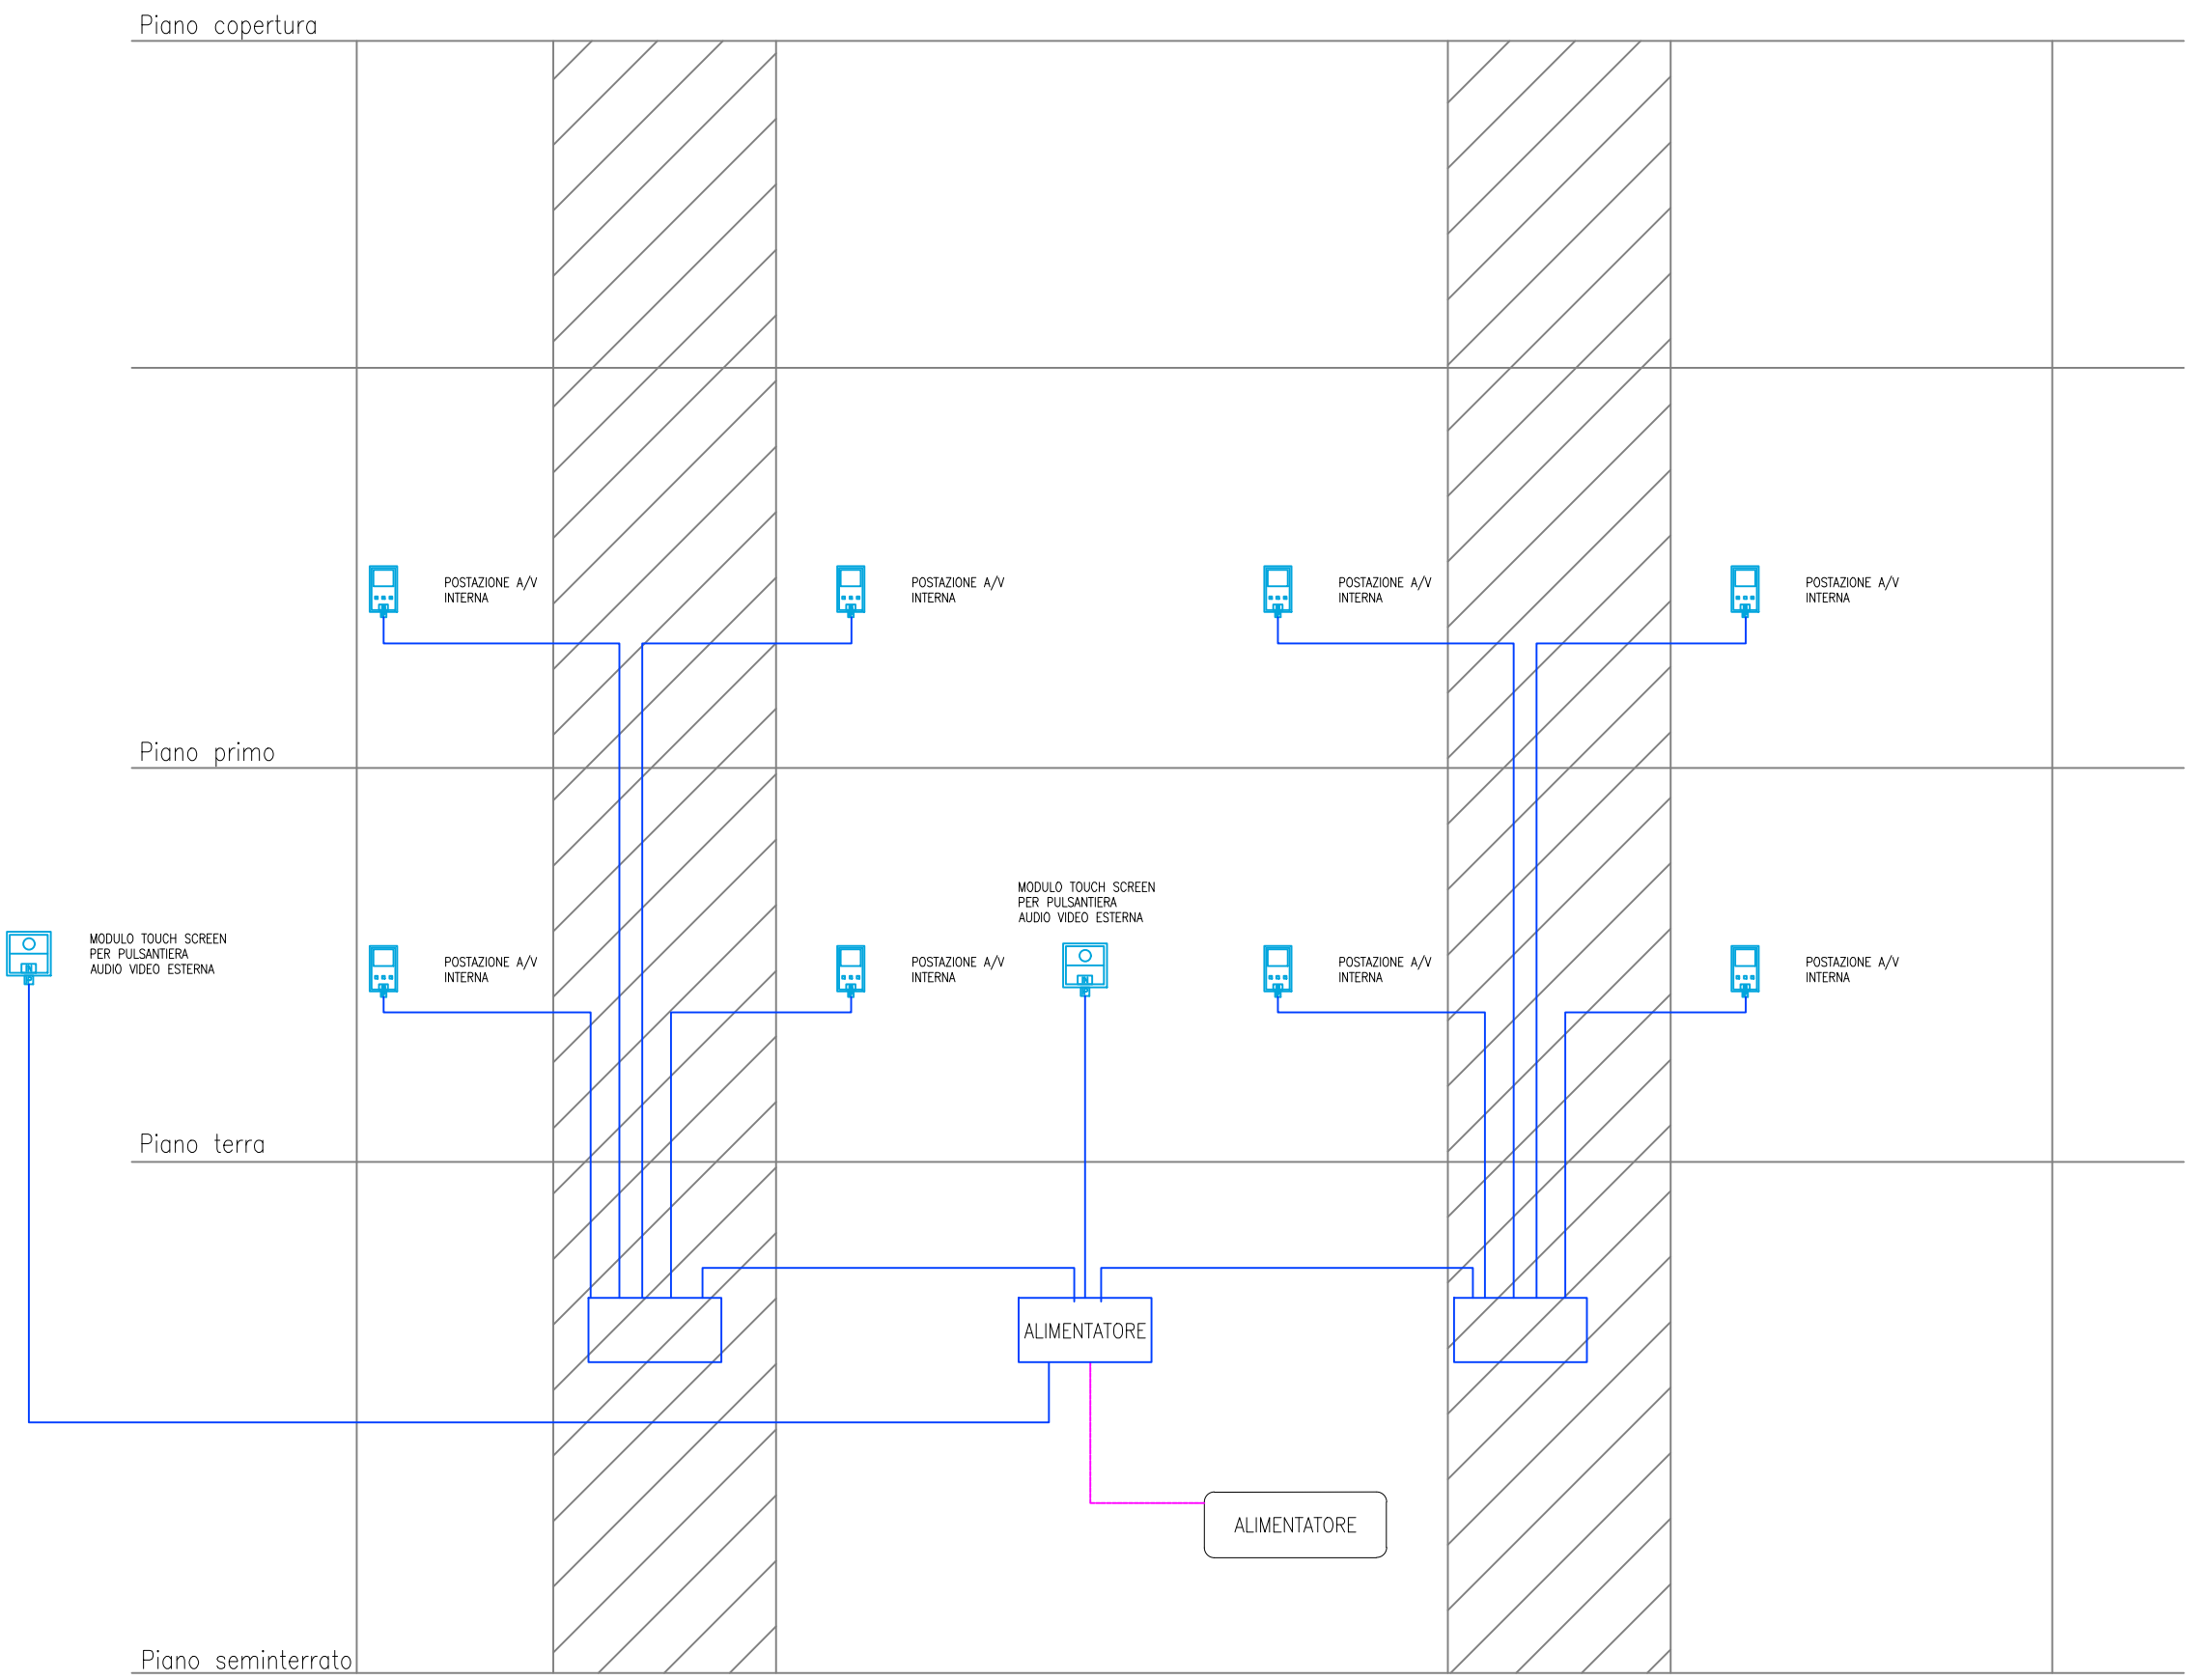 Piano copertura
POSTAZIONE A/V
INTERNA
POSTAZIONE A/V
INTERNA
POSTAZIONE A/V
INTERNA
POSTAZIONE A/V
INTERNA
Piano primo
MODULO TOUCH SCREEN
PER PULSANTIERA
AUDIO VIDEO ESTERNA
MODULO TOUCH SCREEN
PER PULSANTIERA
AUDIO VIDEO ESTERNA
POSTAZIONE A/V
INTERNA
POSTAZIONE A/V
INTERNA
POSTAZIONE A/V
INTERNA
POSTAZIONE A/V
INTERNA
Piano terra
ALIMENTATORE
ALIMENTATORE
Piano seminterrato